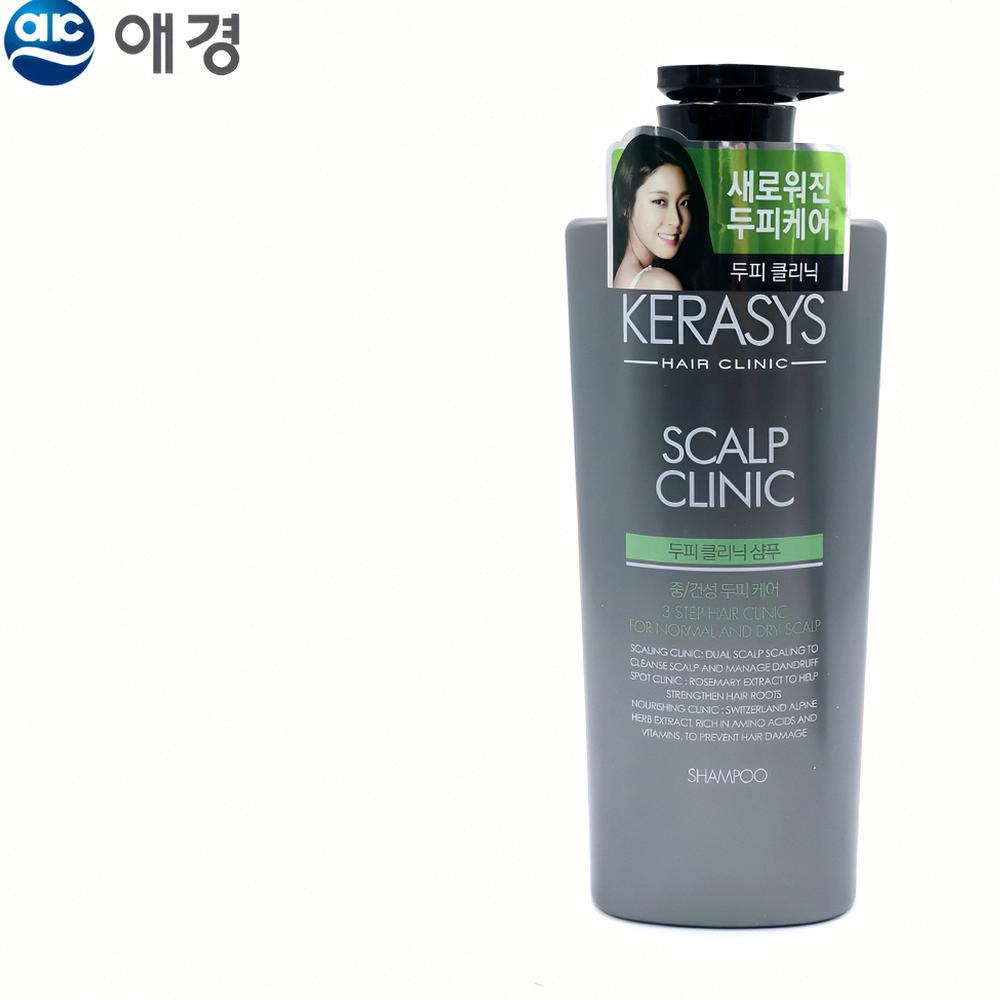 aic 애경
새로워진
두피케어
두피 클리닉
KERASYS
HAIR CLINIC
SCALP
CLINIC
두피 클리닉 샴푸
중/건성 두피 케어
3 STEP HAIR CLINIC
FOR NORMAL AND DRY SCALP
SCALING CLINIC: DUAL SCALP SCALING TO
CLEANSE SCALP AND MANAGE DANDRUFF
SPOT CLINIC : ROSEMARY EXTRACT TO HELP
STRENGTHEN HAIR ROOTS
NOURISHING CLINIC : SWITZERLAND ALPINE
HERB EXTRACT, RICH IN AMINO ACIDS AND
VITAMINS, TO PREVENT HAIR DAMAGE
SHAMPOO